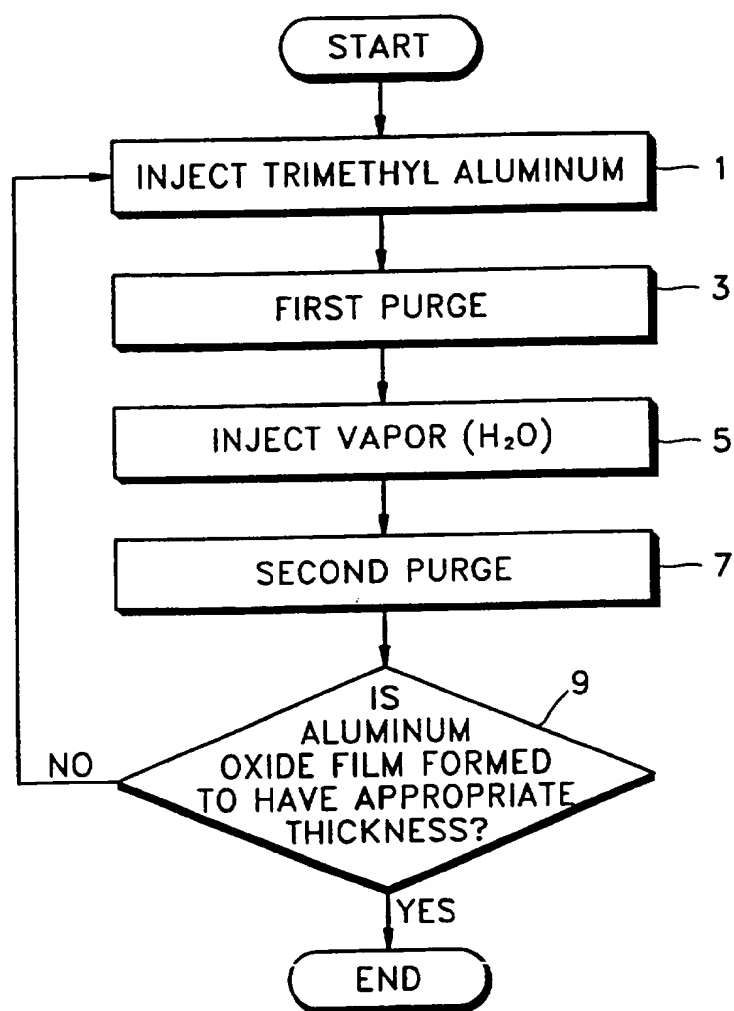 START
INJECT TRIMETHYL ALUMINUM
1
FIRST PURGE
3
INJECT VAPOR (H₂O)
5
SECOND PURGE
7
9
IS
ALUMINUM
OXIDE FILM FORMED
TO HAVE APPROPRIATE
THICKNESS?
NO
YES
END